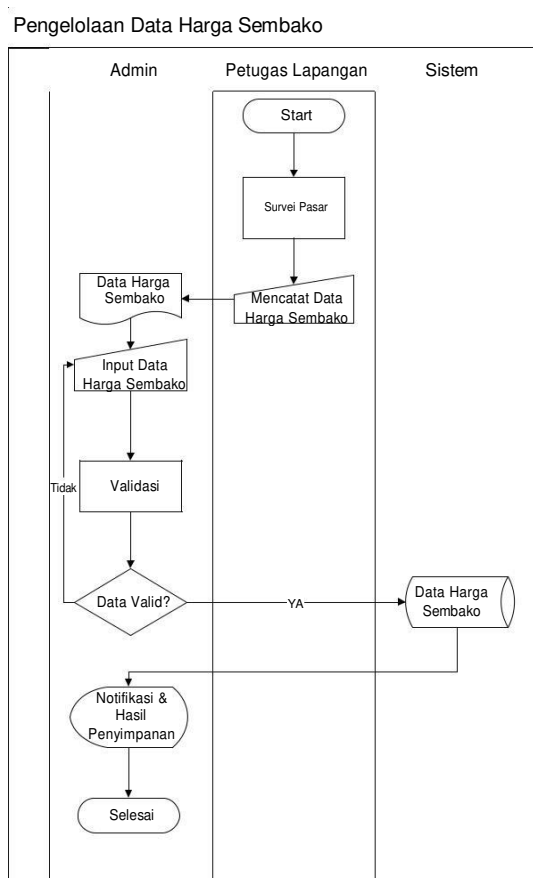 Pengelolaan Data Harga Sembako
Admin
Petugas Lapangan
Sistem
Start
Survei Pasar
Data Harga
Sembako
Mencatat Data
Harga Sembako
Input Data
Harga Sembako
Tidak
Validasi
Data Valid?
YA
Data Harga
Sembako
Notifikasi &
Hasil
Penyimpanan
Selesai